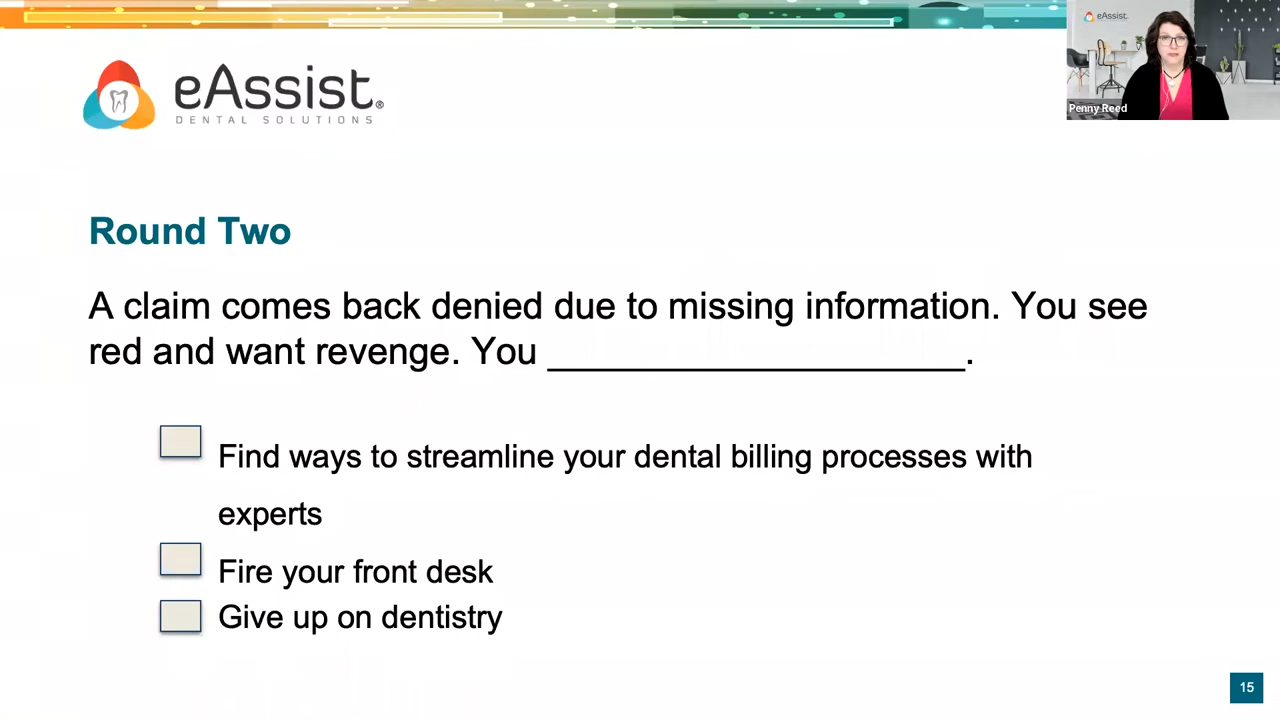 eAssist.
Penny Reed
eAssist®
DENTAL SOLUTIONS
Round Two
A claim comes back denied due to missing information. You see
red and want revenge. You ____________________.
Find ways to streamline your dental billing processes with
experts
Fire your front desk
Give up on dentistry
15